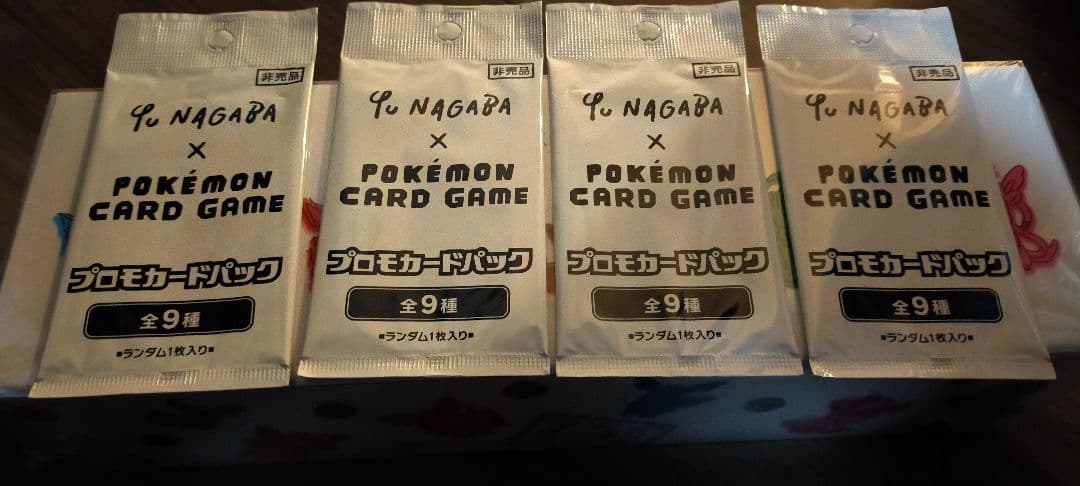 非売品
Yu NAGABA
×
POKÉMON
CARD GAME
プロモカードパック
全9種
■ランダム1枚入り■
非売品
Yu NAGABA
×
POKÉMON
CARD GAME
プロモカードパック
全9種
■ランダム1枚入り■
非売品
Yu NAGABA
×
POKÉMON
CARD GAME
プロモカードパック
全9種
■ランダム1枚入り■
非売品
Yu NAGABA
×
POKÉMON
CARD GAME
プロモカードパック
全9種
■ランダム1枚入り■